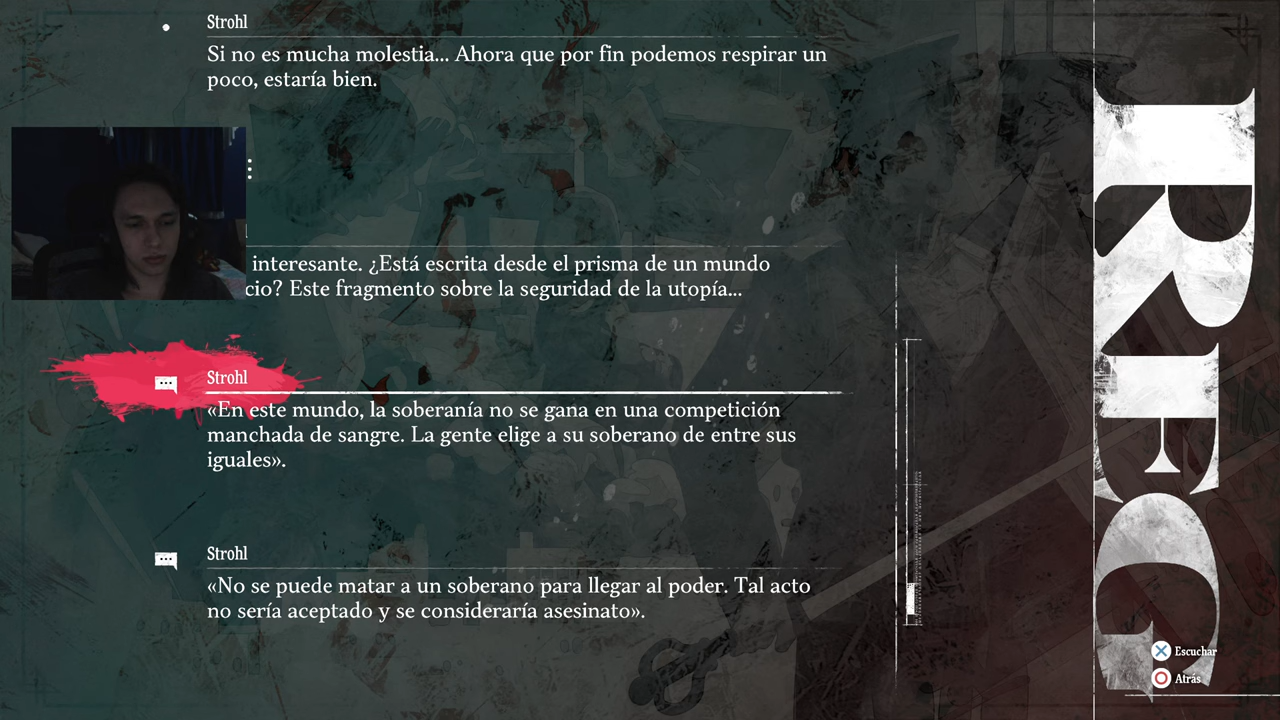 Strohl
Si no es mucha molestia... Ahora que por fin podemos respirar un
poco, estaría bien.
interesante. ¿Está escrita desde el prisma de un mundo
cio? Este fragmento sobre la seguridad de la utopía...
Strohl
«En este mundo, la soberanía no se gana en una competición
manchada de sangre. La gente elige a su soberano de entre sus
iguales».
Strohl
«No se puede matar a un soberano para llegar al poder. Tal acto
no sería aceptado y se consideraría asesinato».
Escuchar
Atrás